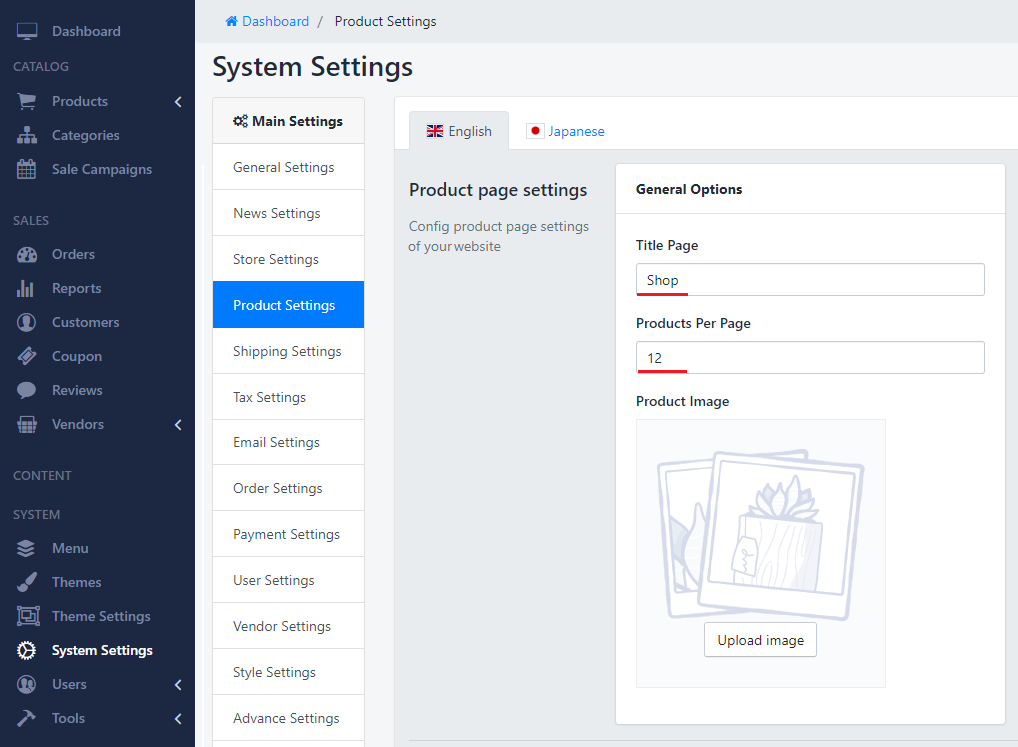 Dashboard
CATALOG
Products
Categories
Sale Campaigns
SALES
Orders
Reports
Customers
Coupon
Reviews
Vendors
CONTENT
SYSTEM
Menu
Themes
Theme Settings
System Settings
Users
Tools
Dashboard / Product Settings
System Settings
Main Settings
General Settings
News Settings
Store Settings
Product Settings
Shipping Settings
Tax Settings
Email Settings
Order Settings
Payment Settings
User Settings
Vendor Settings
Style Settings
Advance Settings
English
Japanese
Product page settings
Config product page settings
of your website
General Options
Title Page
Shop
Products Per Page
12
Product Image
Upload image